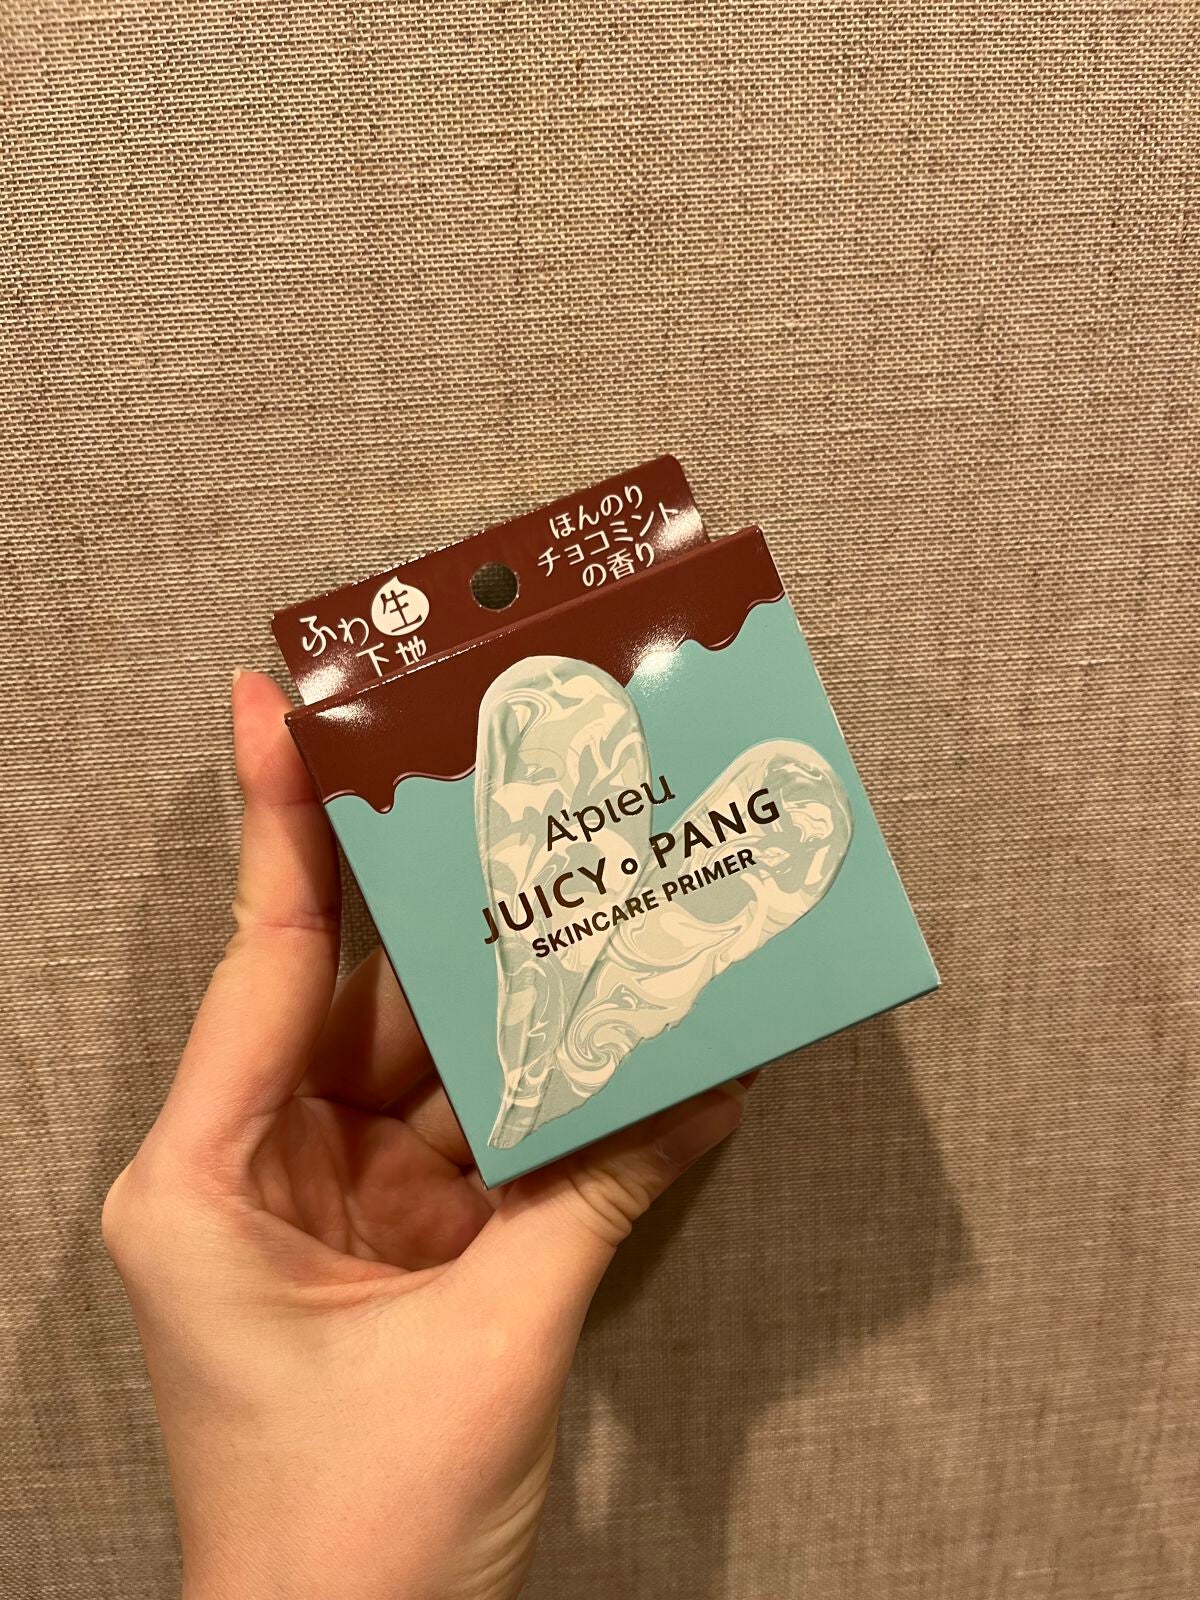 ふわ生
下地
ほんのり
チョコミント
の香り
A'pieu
JUICY PANG
SKINCARE PRIMER